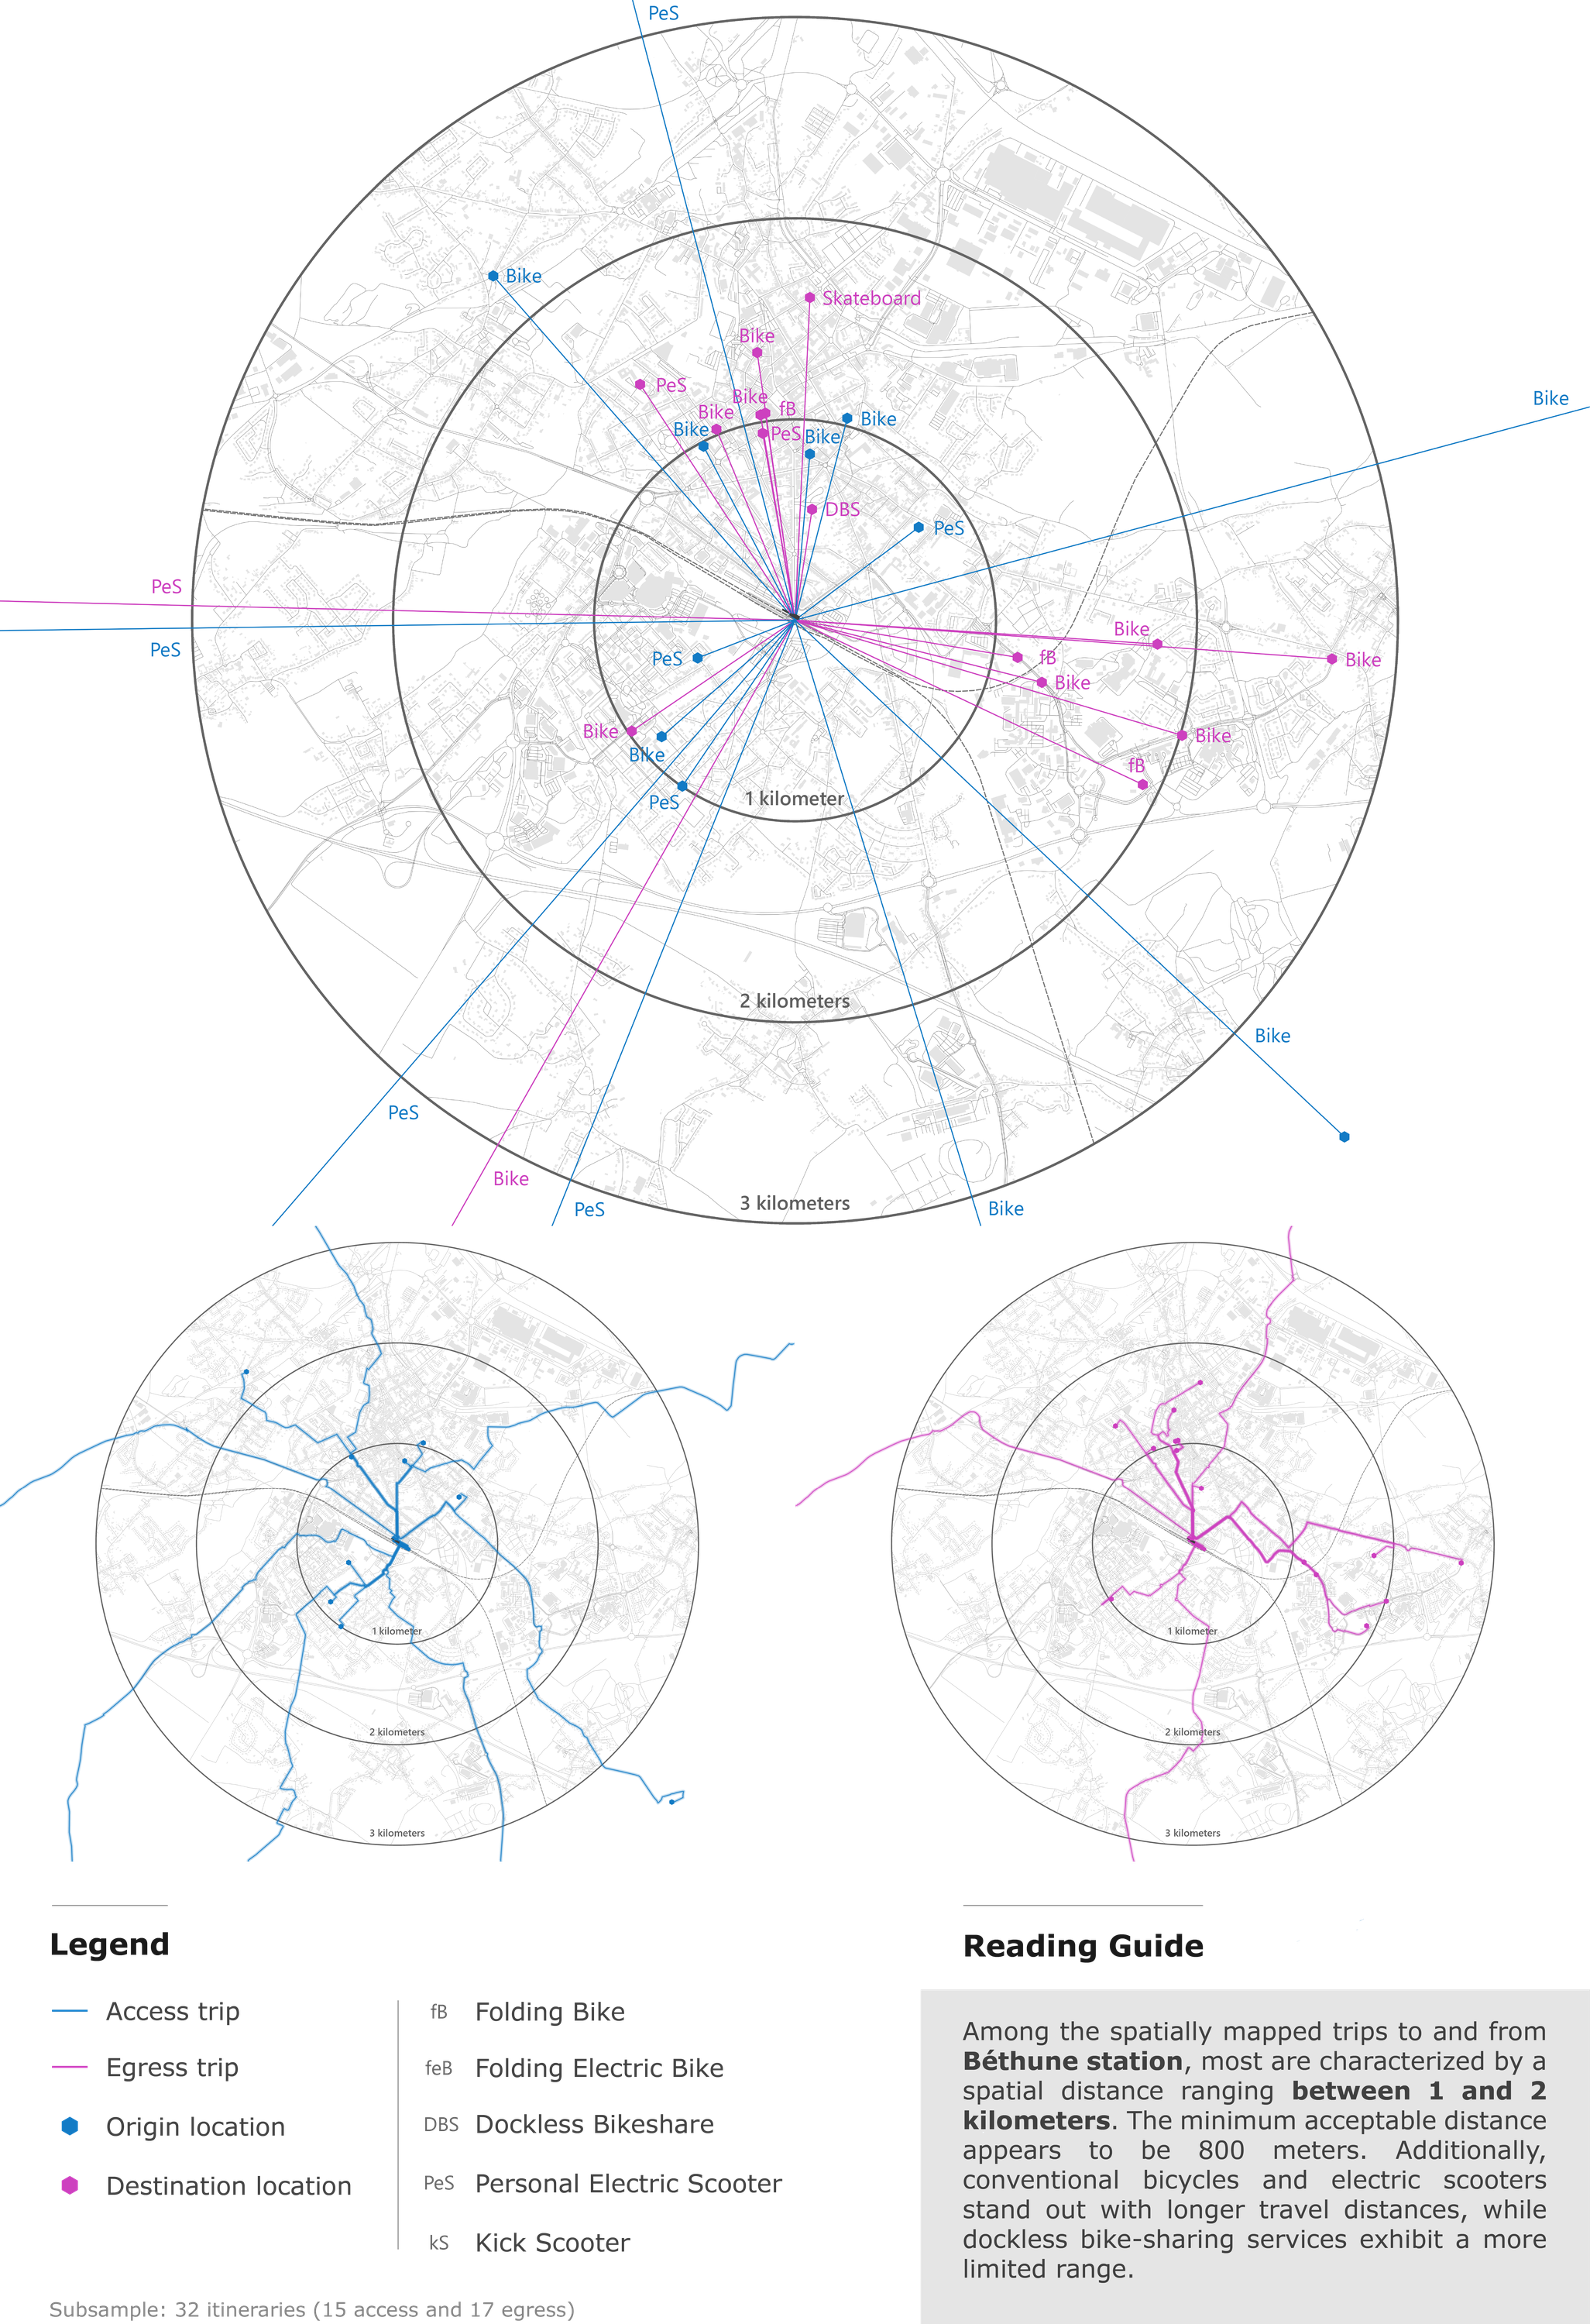 PeS
Bike
Skateboard
Bike
PeS
Bike
Bike
fB
Bike
Bike
PeS
Bike
Bike
DBS
PeS
PeS
PeS
Bike
PeS
fB
Bike
Bike
Bike
Bike
Bike
Bike
fB
PeS
1 kilometer
2 kilometers
Bike
PeS
Bike
3 kilometers
PeS
Bike
1 kilometer
2 kilometers
3 kilometers
1 kilometer
2 kilometers
3 kilometers
Legend
Access trip
Egress trip
Origin location
Destination location
fB Folding Bike
feB Folding Electric Bike
DBS Dockless Bikeshare
PeS Personal Electric Scooter
kS Kick Scooter
Subsample: 32 itineraries (15 access and 17 egress)
Reading Guide
Among the spatially mapped trips to and from
Béthune station, most are characterized by a
spatial distance ranging between 1 and 2
kilometers. The minimum acceptable distance
appears to be 800 meters. Additionally,
conventional bicycles and electric scooters
stand out with longer travel distances, while
dockless bike-sharing services exhibit a more
limited range.